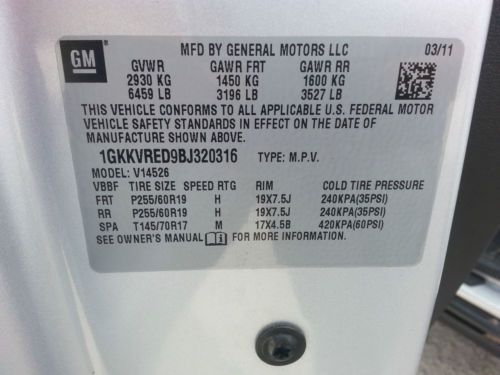 GM
MFD BY GENERAL MOTORS LLC 03/11
GVWR GAWR FRT GAWR RR
2930 KG 1450 KG 1600 KG
6459 LB 3196 LB 3527 LB
THIS VEHICLE CONFORMS TO ALL APPLICABLE U.S. FEDERAL MOTOR
VEHICLE SAFETY STANDARDS IN EFFECT ON THE DATE OF
MANUFACTURE SHOWN ABOVE.
1GKKVRED9BJ320316 TYPE: M.P.V.
MODEL: V14526
VBBF TIRE SIZE SPEED RTG RIM COLD TIRE PRESSURE
FRT P255/60R19 H 19X7.5J 240KPA(35PSI)
RR P255/60R19 H 19X7.5J 240KPA(35PSI)
SPA T145/70R17 M 17X4.5B 420KPA(60PSI)
SEE OWNER'S MANUAL i FOR MORE INFORMATION.